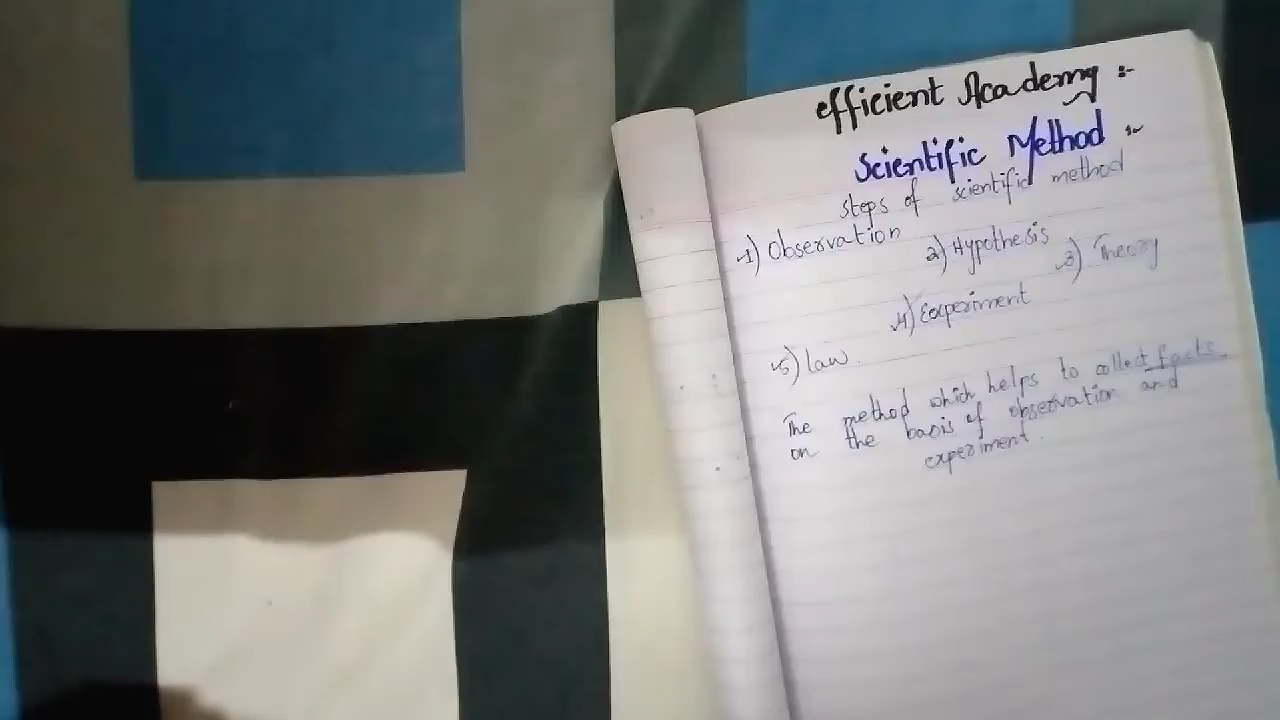 efficient Academy :-
Scientific Method :-
steps of scientific method
1) Observation 2) Hypothesis 3) Theory
4) Experiment
5) law.
The method which helps to collect facts
on the basis of observation and
experiment.